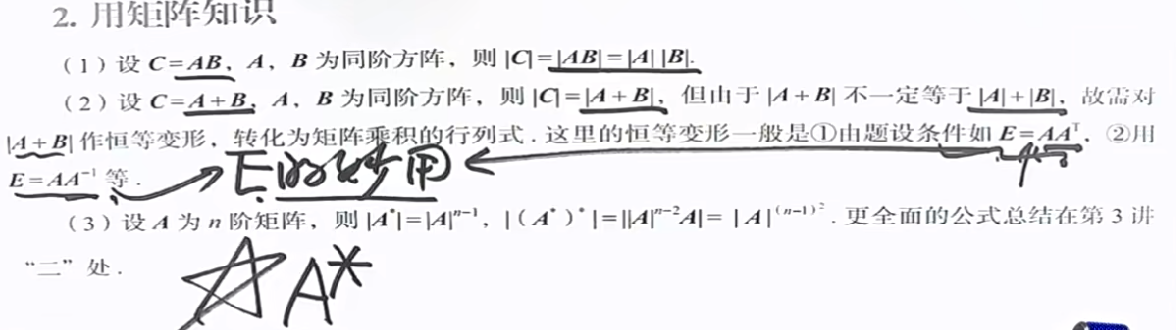 2. 用矩阵知识
（1）设 C=AB，A，B 为同阶方阵，则 |C|=|AB|=|A||B|.
（2）设 C=A+B，A，B 为同阶方阵，则 |C|=|A+B|，但由于 |A+B| 不一定等于 |A|+|B|，故需对
|A+B| 作恒等变形，转化为矩阵乘积的行列式．这里的恒等变形一般是①由题设条件如 E=AAᵀ，②用
E=AA⁻¹ 等．
E的妙用
（3）设 A 为 n 阶矩阵，则 |A*|=|A|ⁿ⁻¹，|(A*)*|=||A|ⁿ⁻²A|=|A|⁽ⁿ⁻¹⁾²．更全面的公式总结在第 3 讲
“二”处．
☆ A*